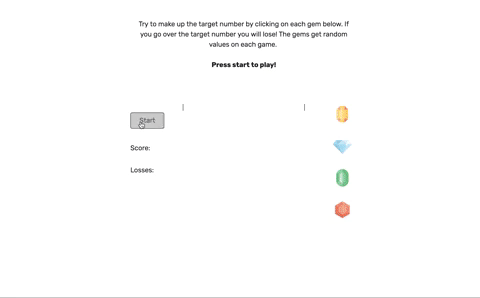 Try to make up the target number by clicking on each gem below. If
you go over the target number you will lose! The gems get random
values on each game.
Press start to play!
Start
Score:
Losses: